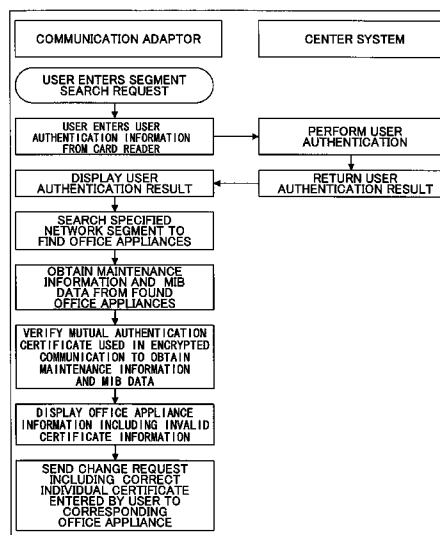 COMMUNICATION ADAPTOR
CENTER SYSTEM
USER ENTERS SEGMENT
SEARCH REQUEST
USER ENTERS USER
AUTHENTICATION INFORMATION
FROM CARD READER
PERFORM USER
AUTHENTICATION
DISPLAY USER
AUTHENTICATION RESULT
RETURN USER
AUTHENTICATION RESULT
SEARCH SPECIFIED
NETWORK SEGMENT TO
FIND OFFICE APPLIANCES
OBTAIN MAINTENANCE
INFORMATION AND MIB
DATA FROM FOUND
OFFICE APPLIANCES
VERIFY MUTUAL AUTHENTICATION
CERTIFICATE USED IN ENCRYPTED
COMMUNICATION TO OBTAIN
MAINTENANCE INFORMATION
AND MIB DATA
DISPLAY OFFICE APPLIANCE
INFORMATION INCLUDING INVALID
CERTIFICATE INFORMATION
SEND CHANGE REQUEST
INCLUDING CORRECT
INDIVIDUAL CERTIFICATE
ENTERED BY USER TO
CORRESPONDING
OFFICE APPLIANCE